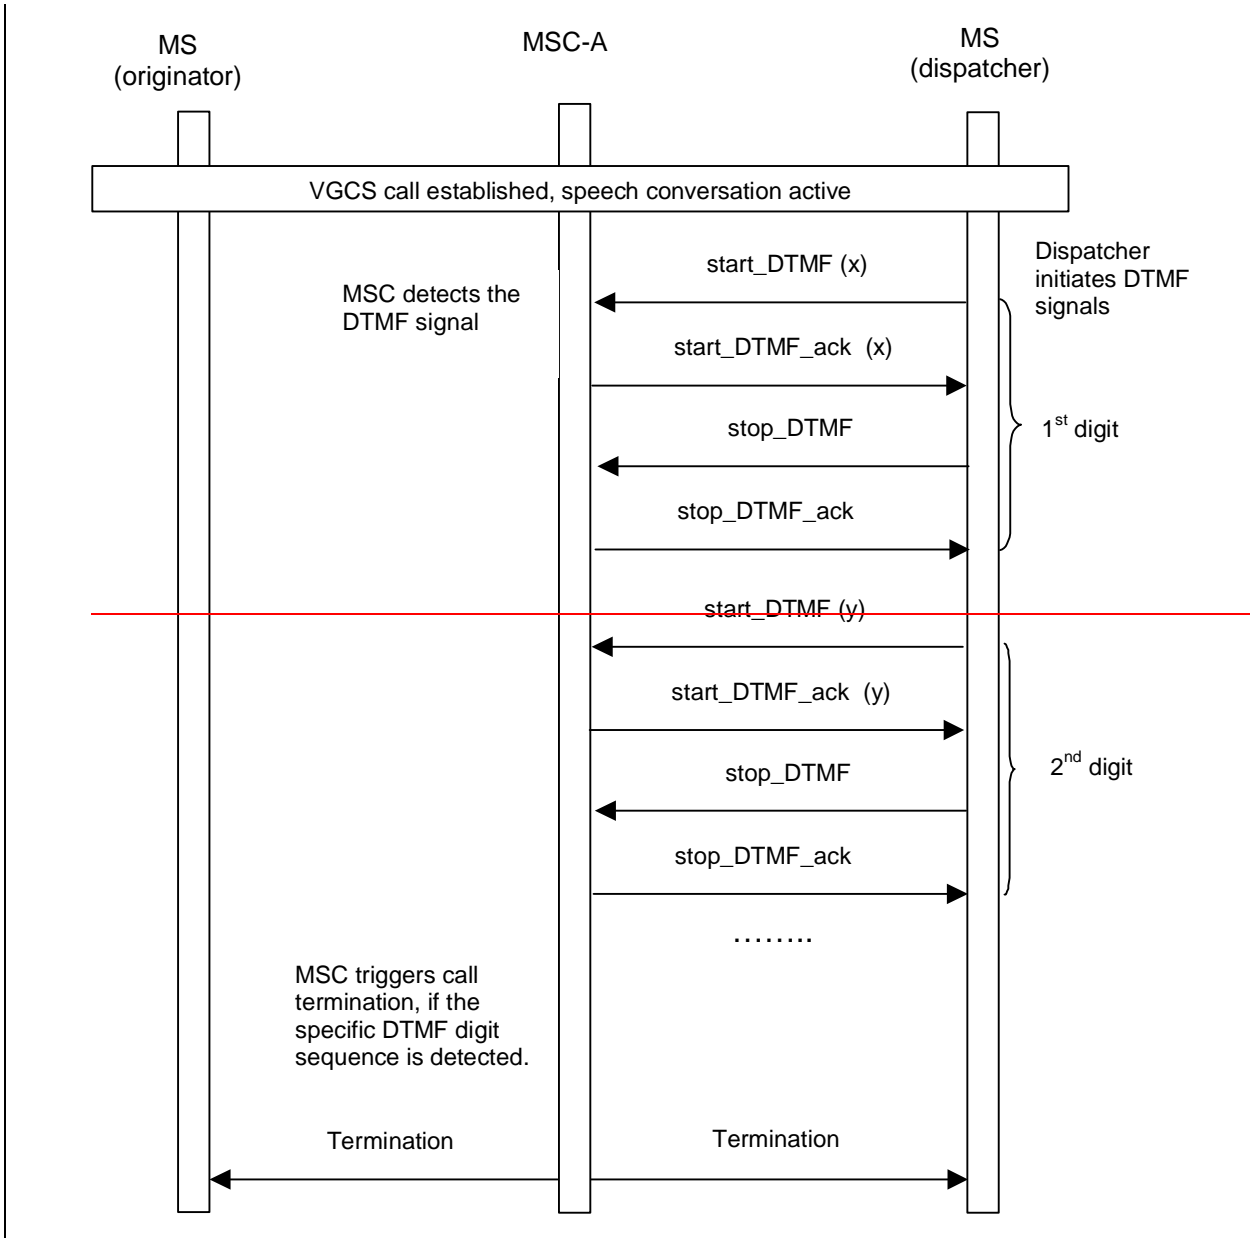 MS
(originator)
MSC-A
MS
(dispatcher)
VGCS call established, speech conversation active
start_DTMF (x)
Dispatcher
initiates DTMF
signals
MSC detects the
DTMF signal
start_DTMF_ack (x)
stop_DTMF
1st digit
stop_DTMF_ack
start_DTMF (y)
start_DTMF_ack (y)
stop_DTMF
2nd digit
stop_DTMF_ack
........
MSC triggers call
termination, if the
specific DTMF digit
sequence is detected.
Termination
Termination